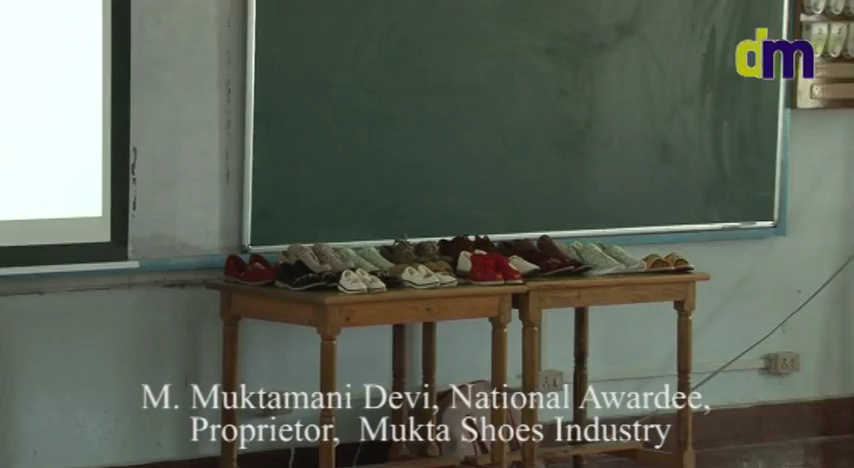 dm
M. Muktamani Devi, National Awardee,
Proprietor, Mukta Shoes Industry